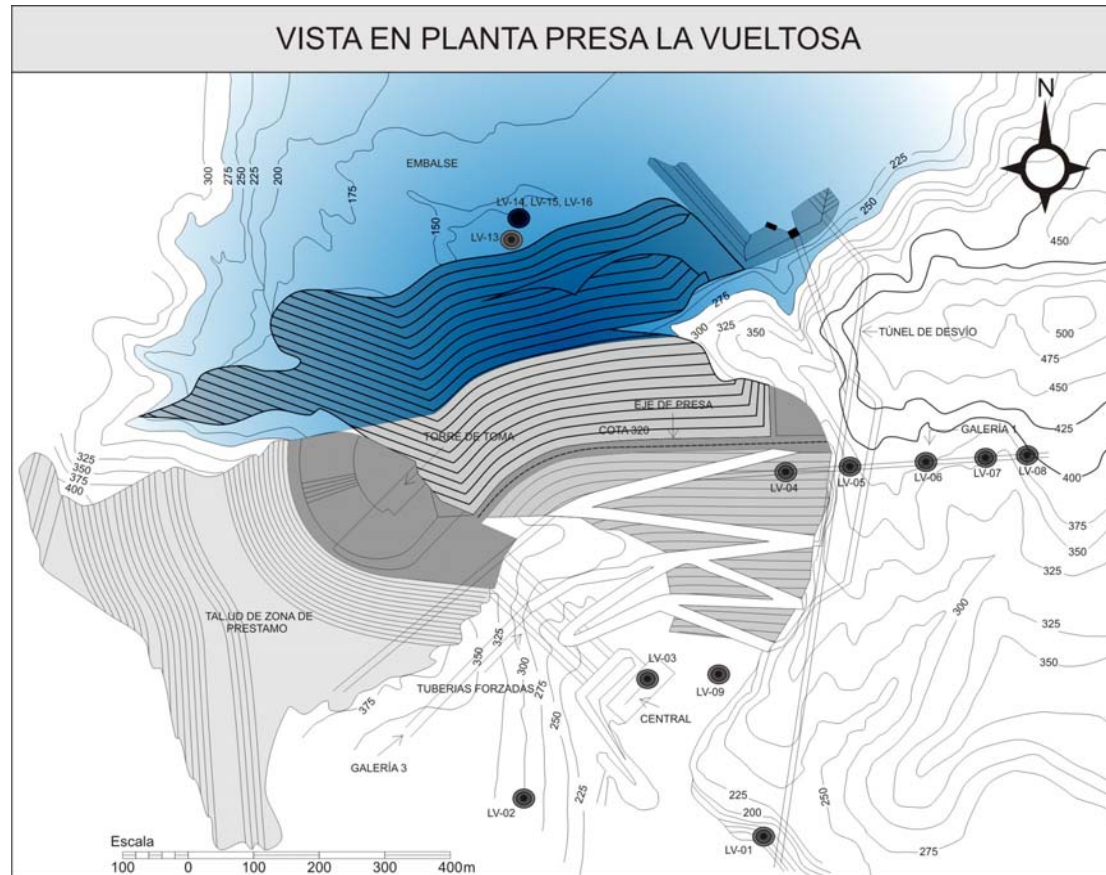 VISTA EN PLANTA PRESA LA VUELTOSA
N
EMBALSE
300
275
250
225
200
175
150
LV-14, LV-15, LV-16
LV-13
225
250
450
500
475
450
425
400
375
350
325
TÚNEL DE DESVÍO
275
300
325
350
EJE DE PRESA
COTA 320
TORRE DE TOMA
GALERÍA 1
LV-04
LV-05
LV-06
LV-07
LV-08
325
350
375
400
TALUD DE ZONA DE
PRESTAMO
350
325
300
275
250
225
375
TUBERIAS FORZADAS
LV-03
LV-09
CENTRAL
GALERÍA 3
LV-02
300
325
350
250
275
225
200
LV-01
Escala
100 0 100 200 300 400 m